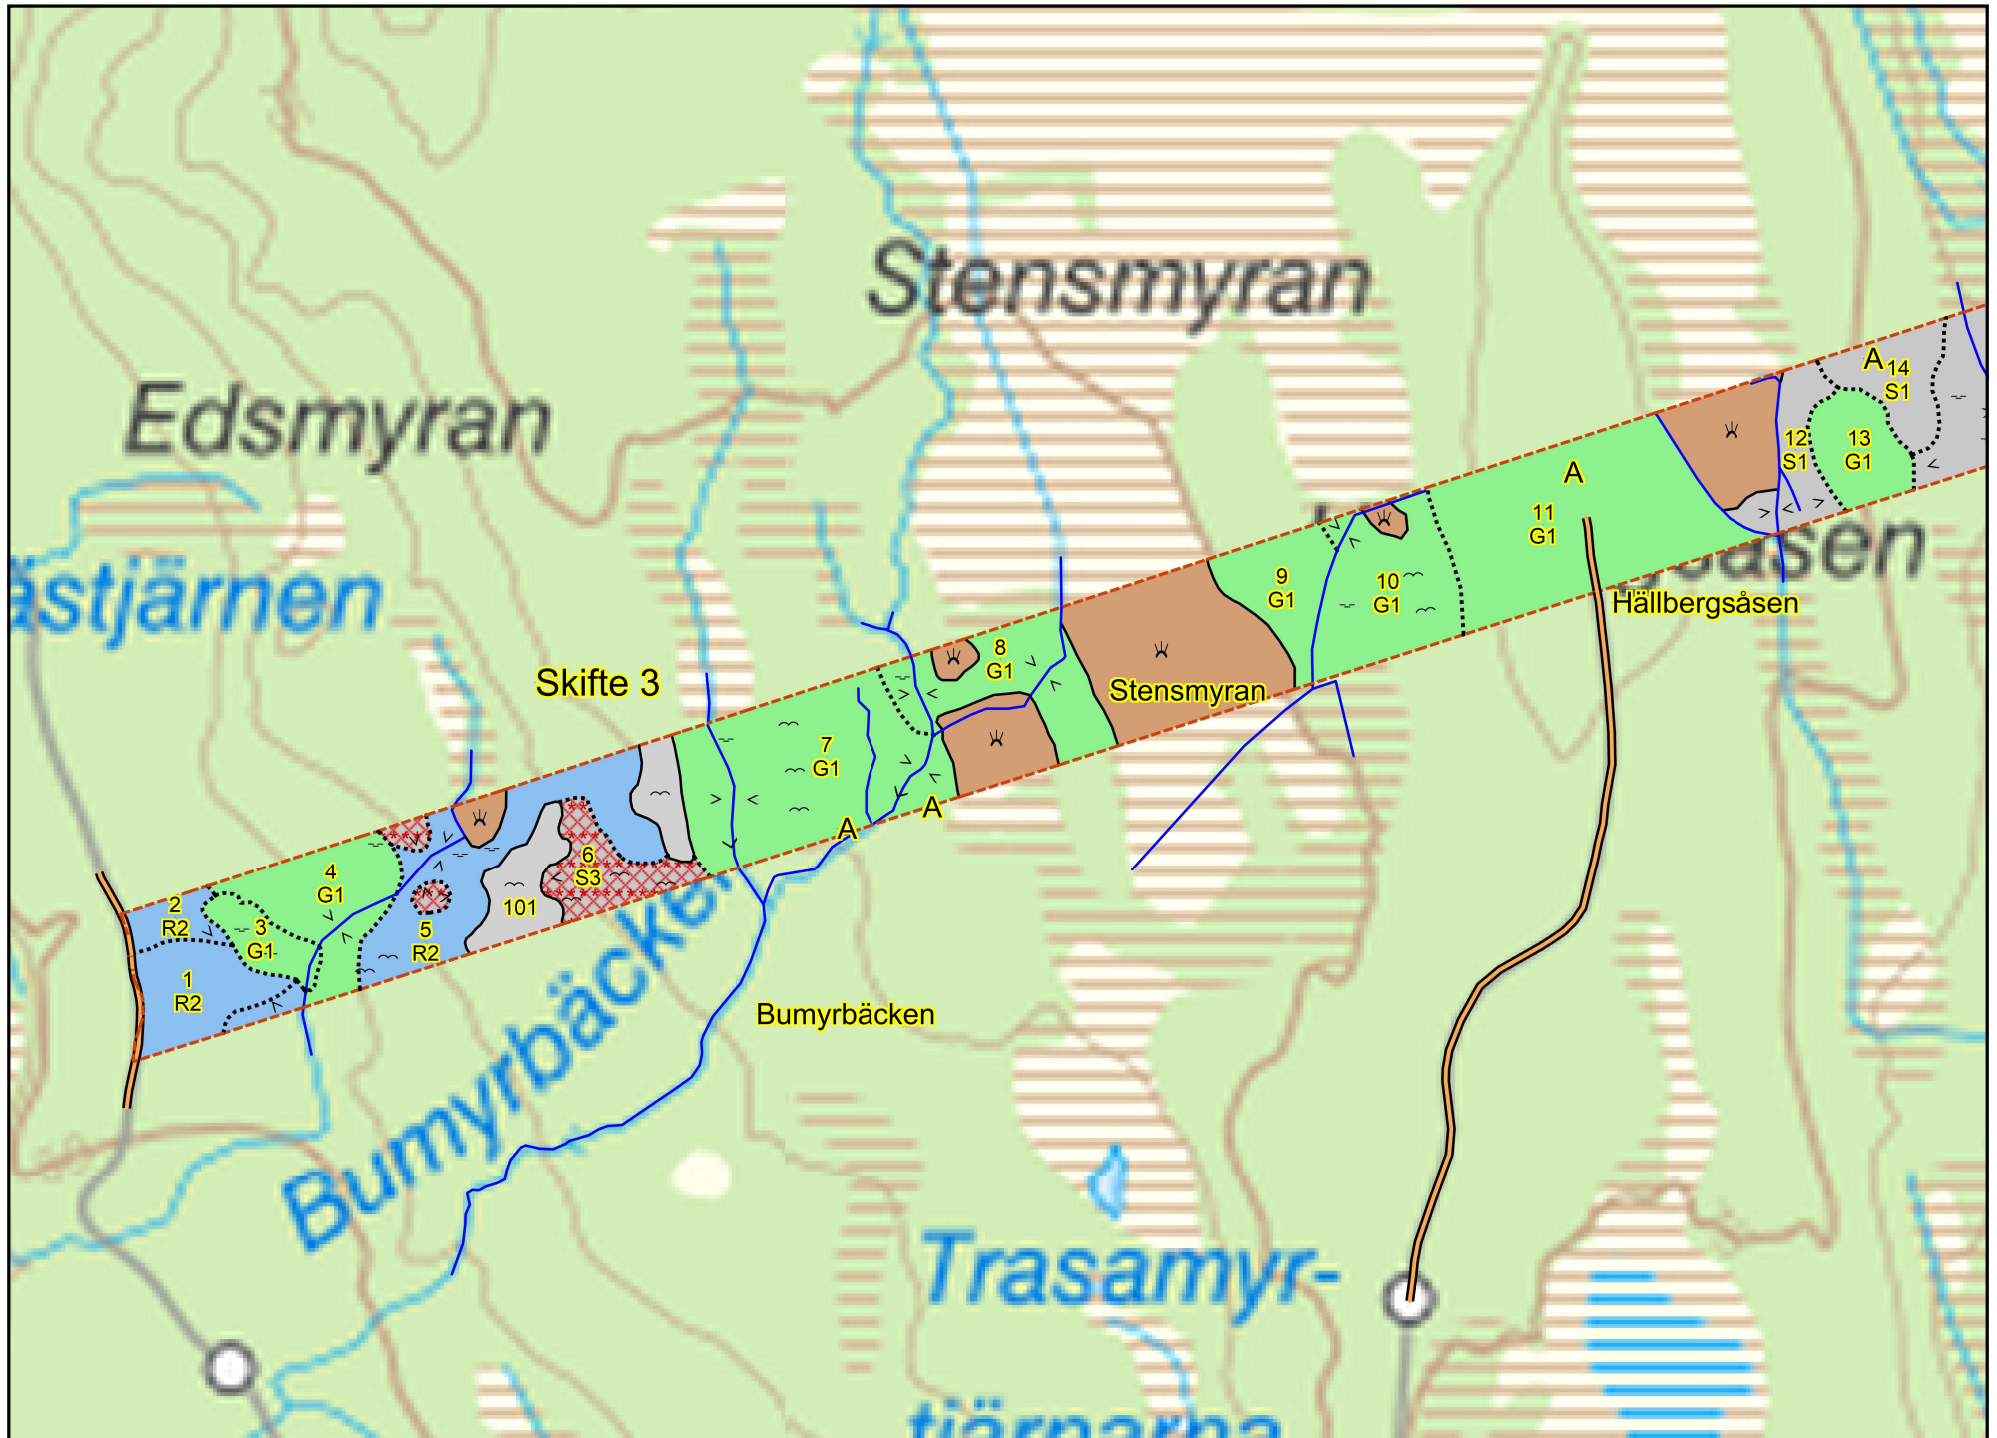 Stensmyran
Edsmyran
A
14
S1
12
S1
13
G1
A
11
G1
åsen
Hällbergsåsen
ästjärnen
9
G1
10
G1
8
G1
Skifte 3
Stensmyran
7
G1
A
A
6
S3
101
4
G1
2
R2
3
G1
5
R2
1
R2
Bumyrbäcken
Bumyrbäcken
Trasamyr-
tjärnarna